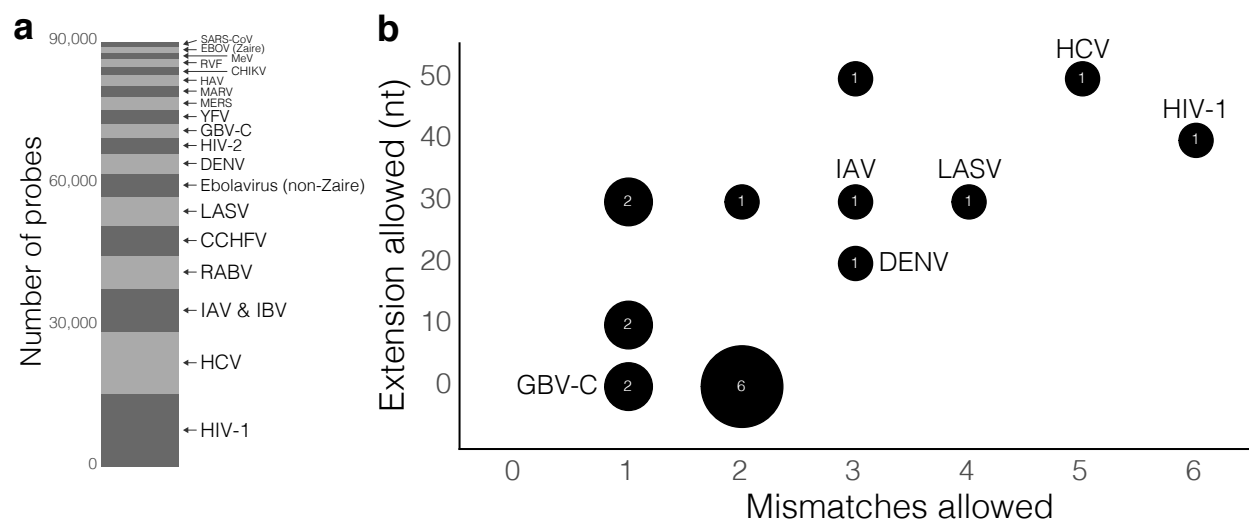 a
90,000
60,000
30,000
0
Number of probes
SARS-CoV
EBOV (Zaire)
MeV
RVF
CHIKV
HAV
MARV
MERS
YFV
GBV-C
HIV-2
DENV
Ebolavirus (non-Zaire)
LASV
CCHFV
RABV
IAV & IBV
HCV
HIV-1
b
Extension allowed (nt)
50
40
30
20
10
0
HCV
1
1
HIV-1
1
IAV
LASV
2
1
1
1
1
DENV
2
GBV-C
2
6
0
1
2
3
4
5
6
Mismatches allowed